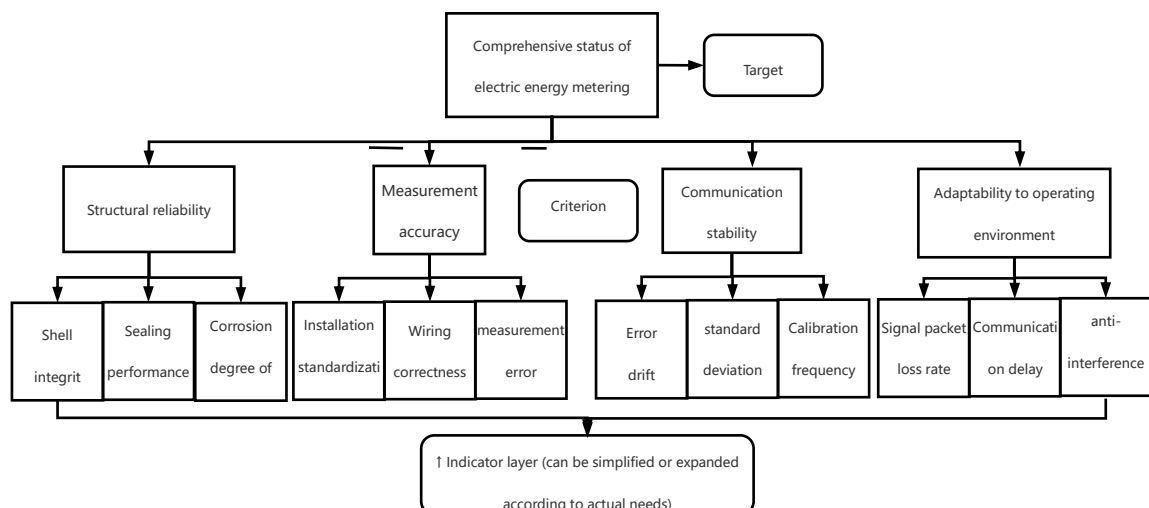 Comprehensive status of
electric energy metering
Target
Structural reliability
Measurement
accuracy
Criterion
Communication
stability
Adaptability to operating
environment
Shell
integrit
Sealing
performance
Corrosion
degree of
Installation
standardizati
Wiring
correctness
measurement
error
Error
drift
standard
deviation
Calibration
frequency
Signal packet
loss rate
Communicati
on delay
anti-
interference
↑ Indicator layer (can be simplified or expanded
according to actual needs)